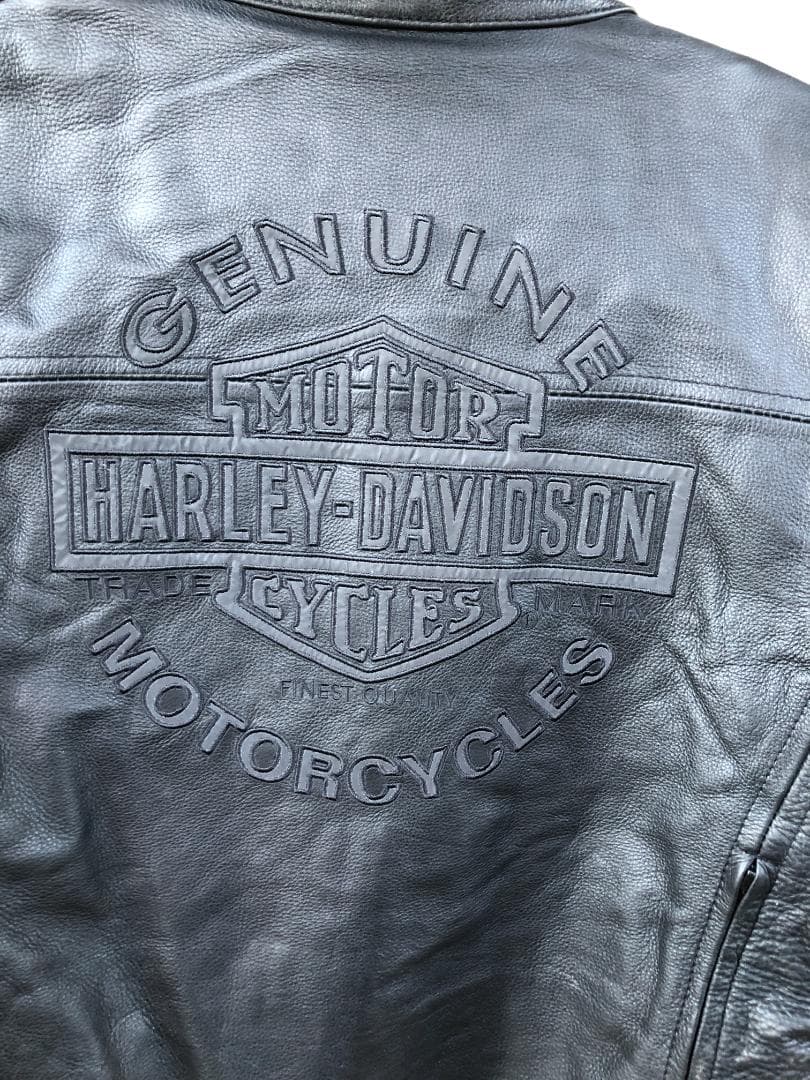 GENUINE
MOTOR
HARLEY-DAVIDSON
TRADE MARK
CYCLES
FINEST QUALITY
MOTORCYCLES